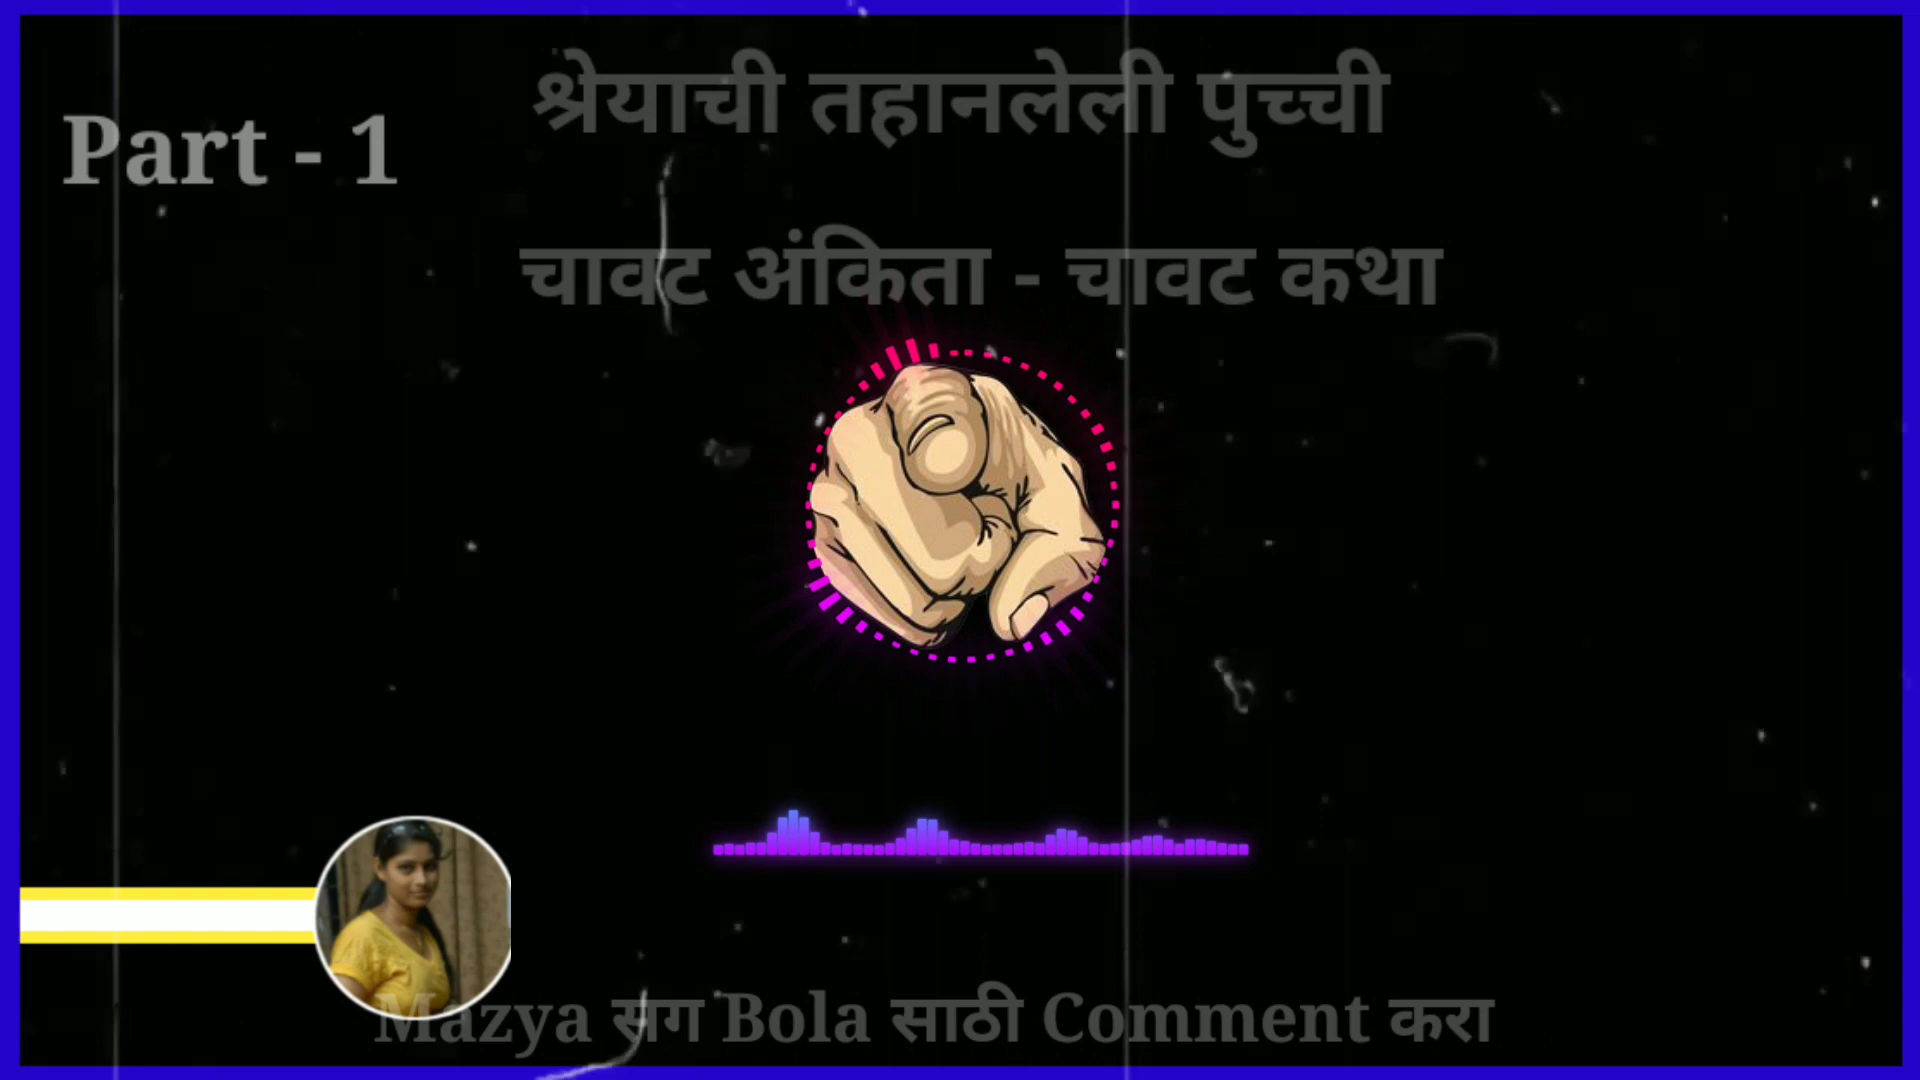 श्रेयाची तहानलेली पुच्ची
Part - 1
चावट अंकिता - चावट कथा
Mazya सग Bola साठी Comment करा